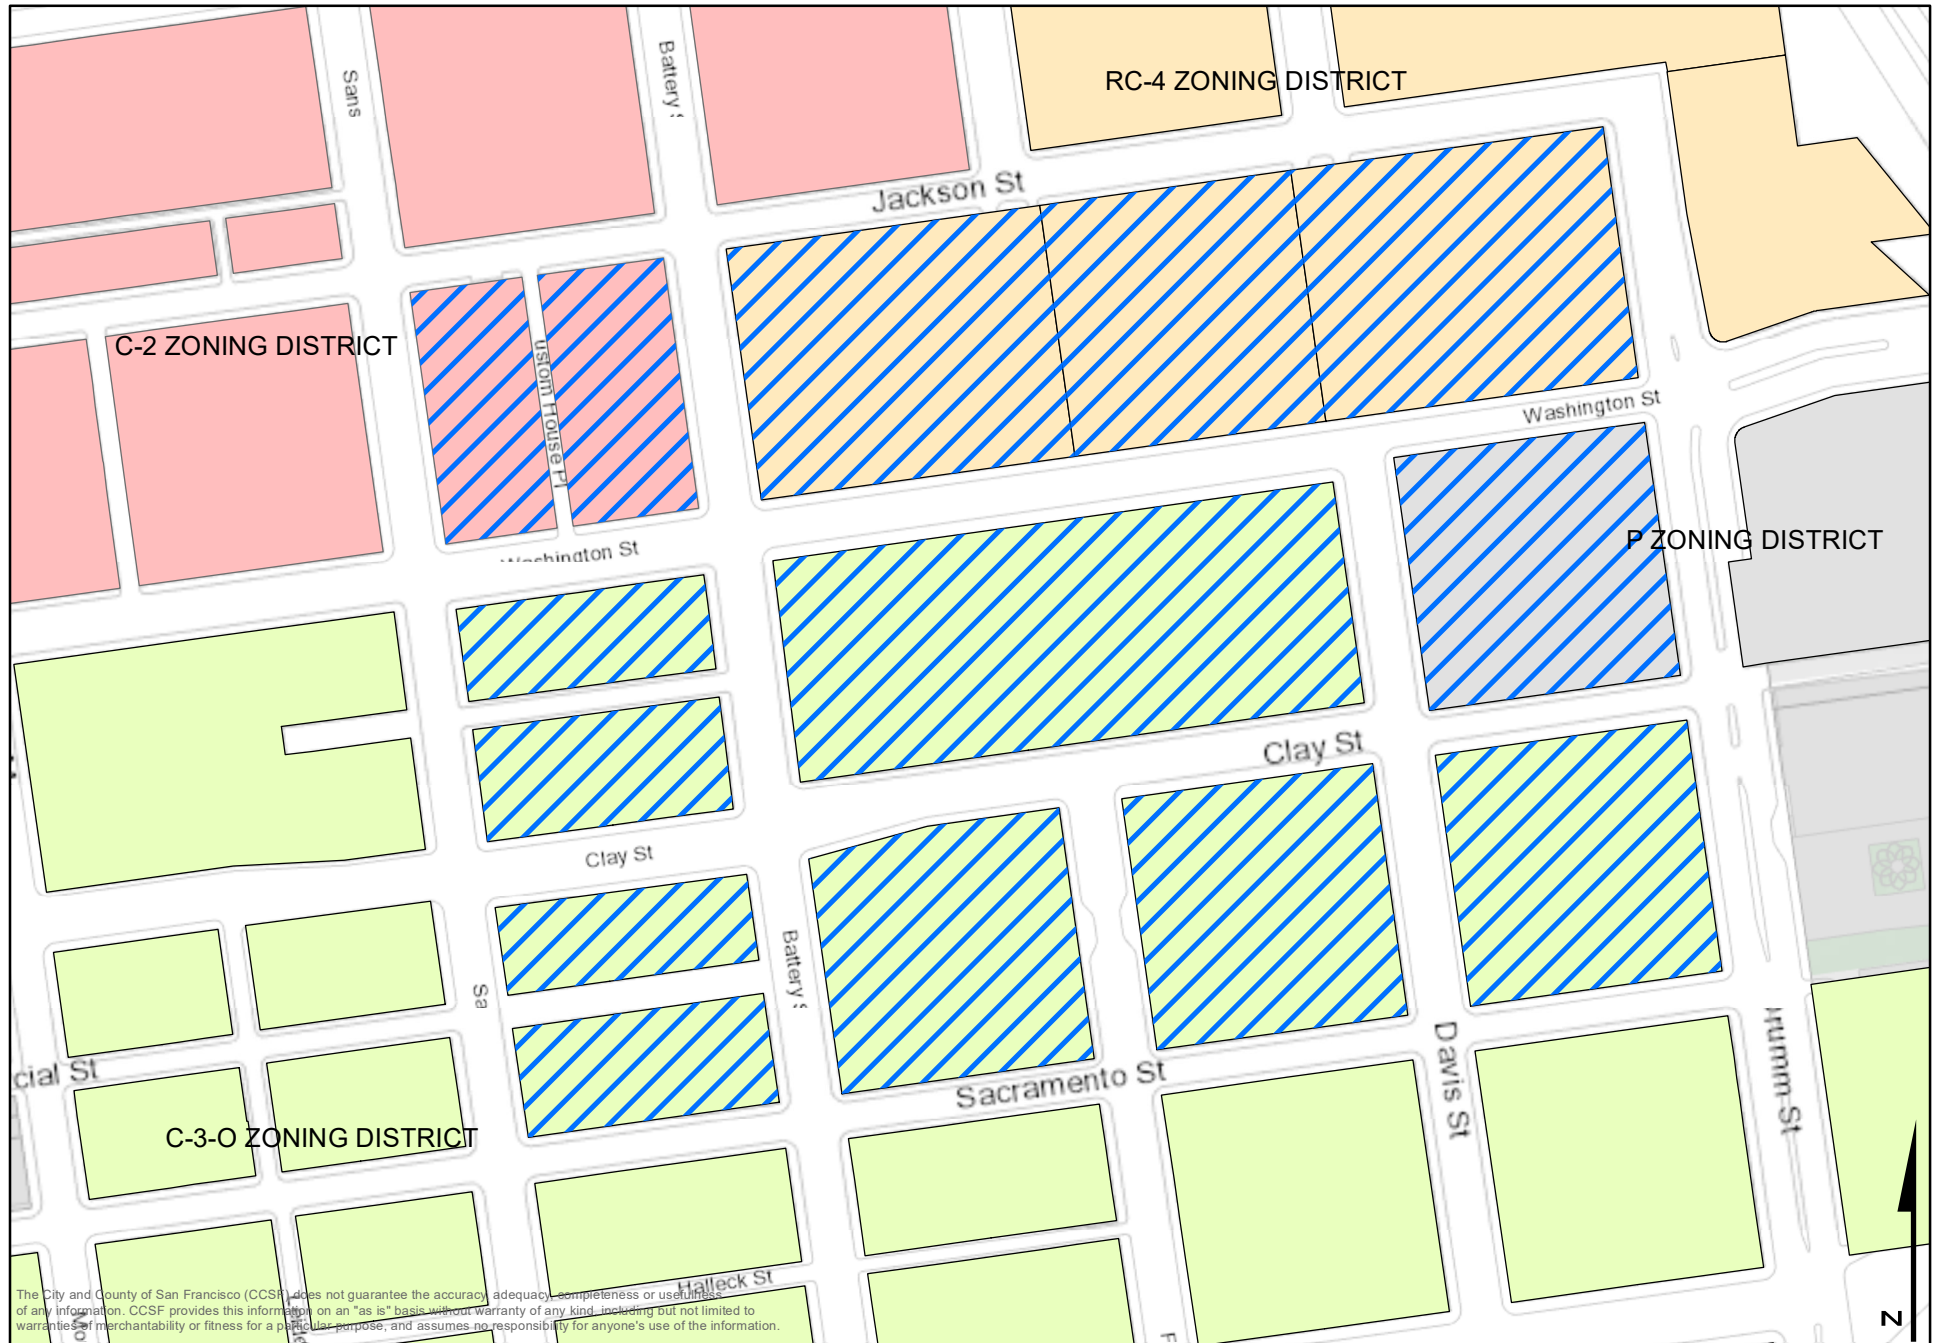 Sans
Battery S
RC-4 ZONING DISTRICT
Jackson St
C-2 ZONING DISTRICT
ustom House Pl
Washington St
Washington St
P ZONING DISTRICT
Clay St
Clay St
Battery S
Sa
Davis St
rumm St
cial St
Sacramento St
C-3-O ZONING DISTRICT
Halleck St
The City and County of San Francisco (CCSF) does not guarantee the accuracy, adequacy, completeness or usefulness
of any information. CCSF provides this information on an "as is" basis without warranty of any kind, including but not limited to
warranties of merchantability or fitness for a particular purpose, and assumes no responsibility for anyone's use of the information.
Mo
F
N